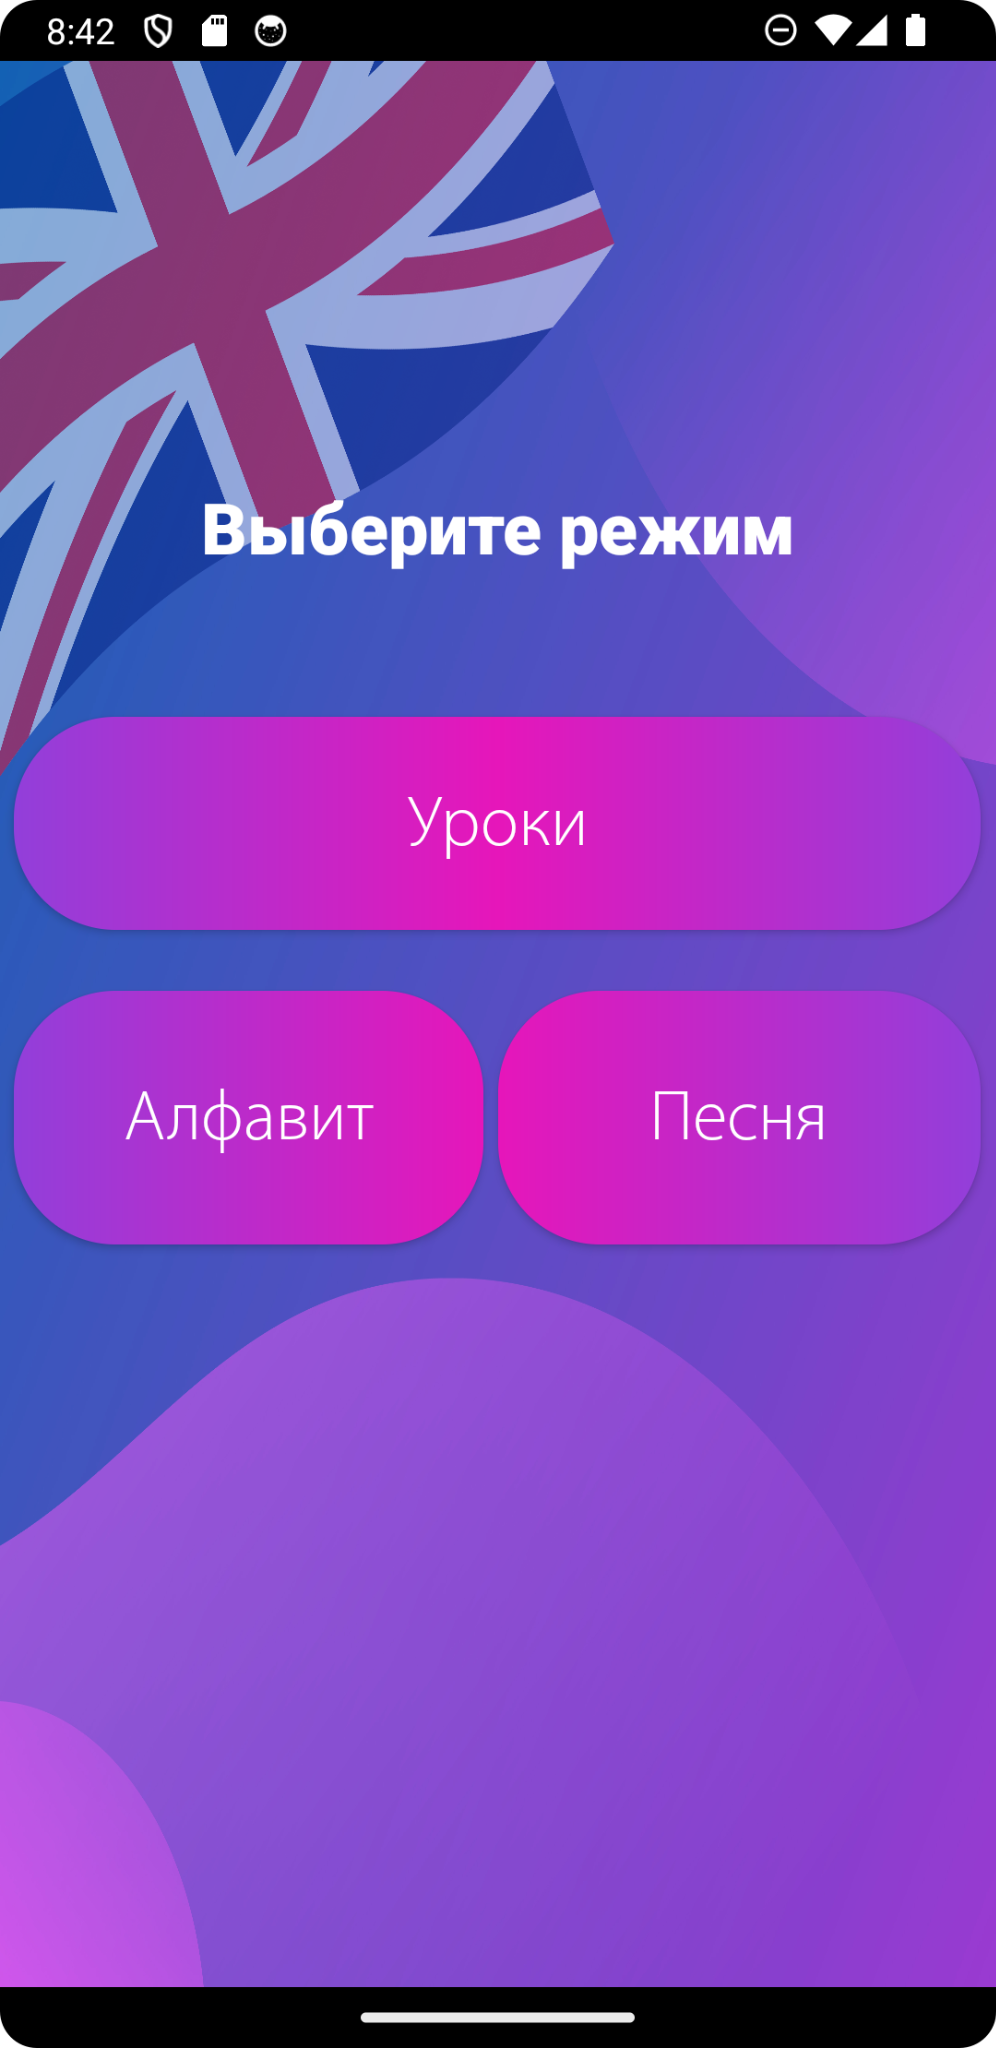 8:42
Выберите режим
Уроки
Алфавит
Песня